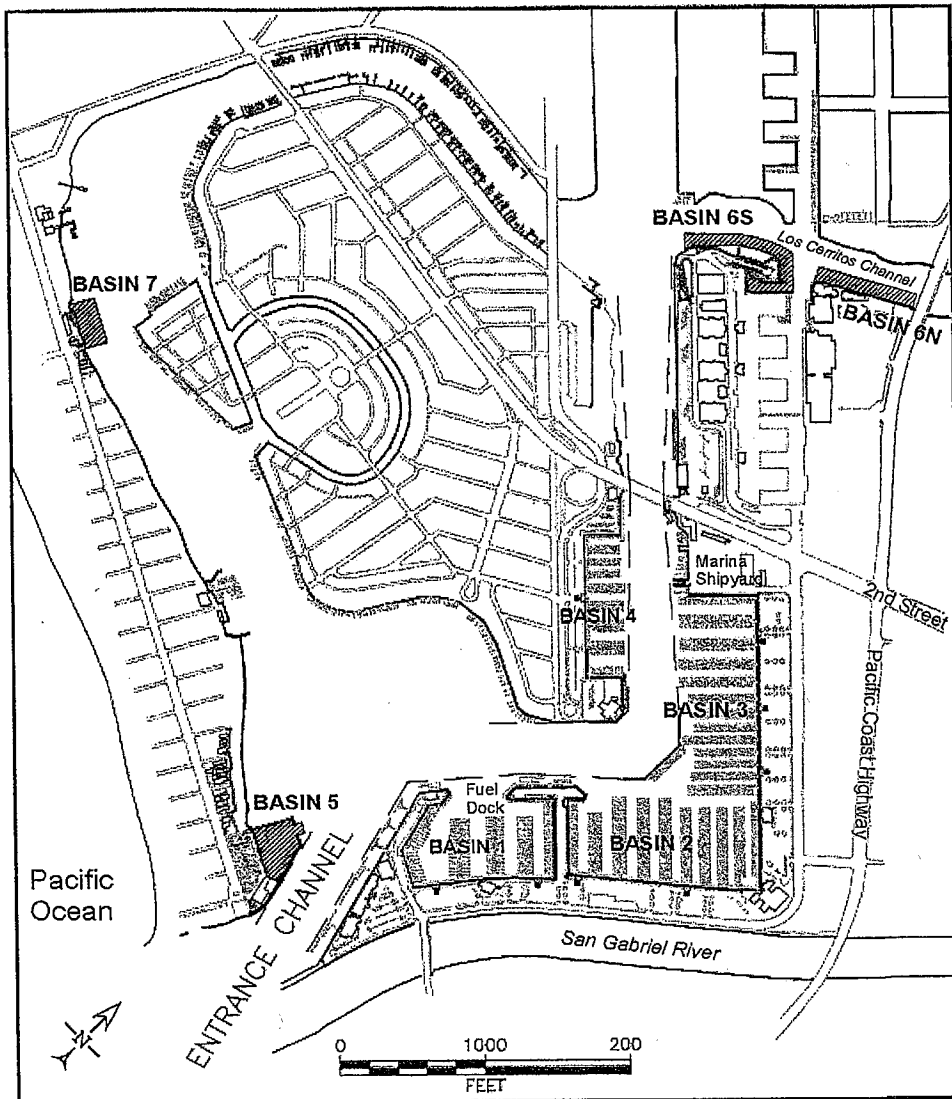 BASIN 6S
Los Cerritos Channel
BASIN 7
BASIN 6N
Marina
Shipyard
2nd Street
BASIN 4
Pacific Coast Highway
BASIN 3
Fuel
Dock
BASIN 5
BASIN 1
BASIN 2
Pacific
Ocean
ENTRANCE CHANNEL
San Gabriel River
N
0 1000 200
FEET